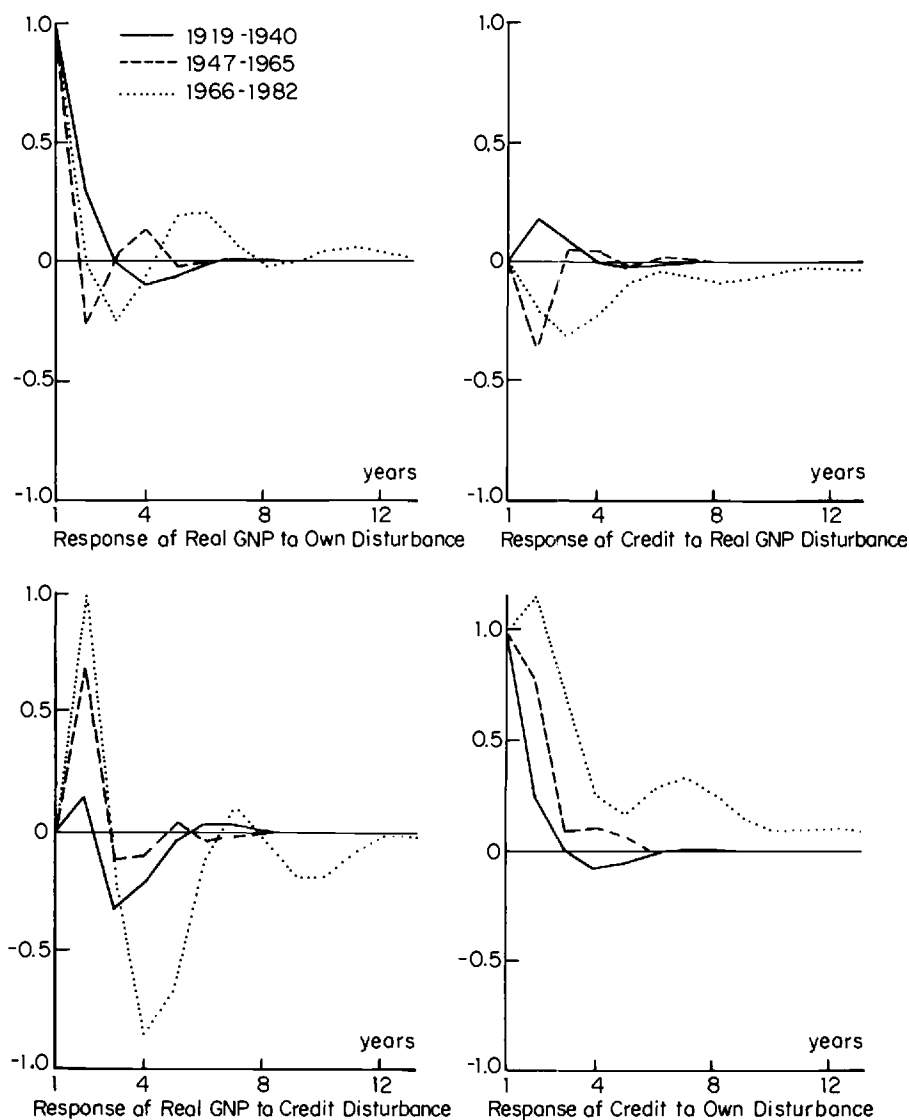 1.0
0.5
0
-0.5
-1.0
1919-1940
1947-1965
1966-1982
years
1 4 8 12
Response of Real GNP to Own Disturbance
1.0
0.5
0
-0.5
-1.0
years
1 4 8 12
Response of Credit to Real GNP Disturbance
1.0
0.5
0
-0.5
-1.0
years
1 4 8 12
Response of Real GNP to Credit Disturbance
1.0
0.5
0
-0.5
-1.0
years
1 4 8 12
Response of Credit to Own Disturbance